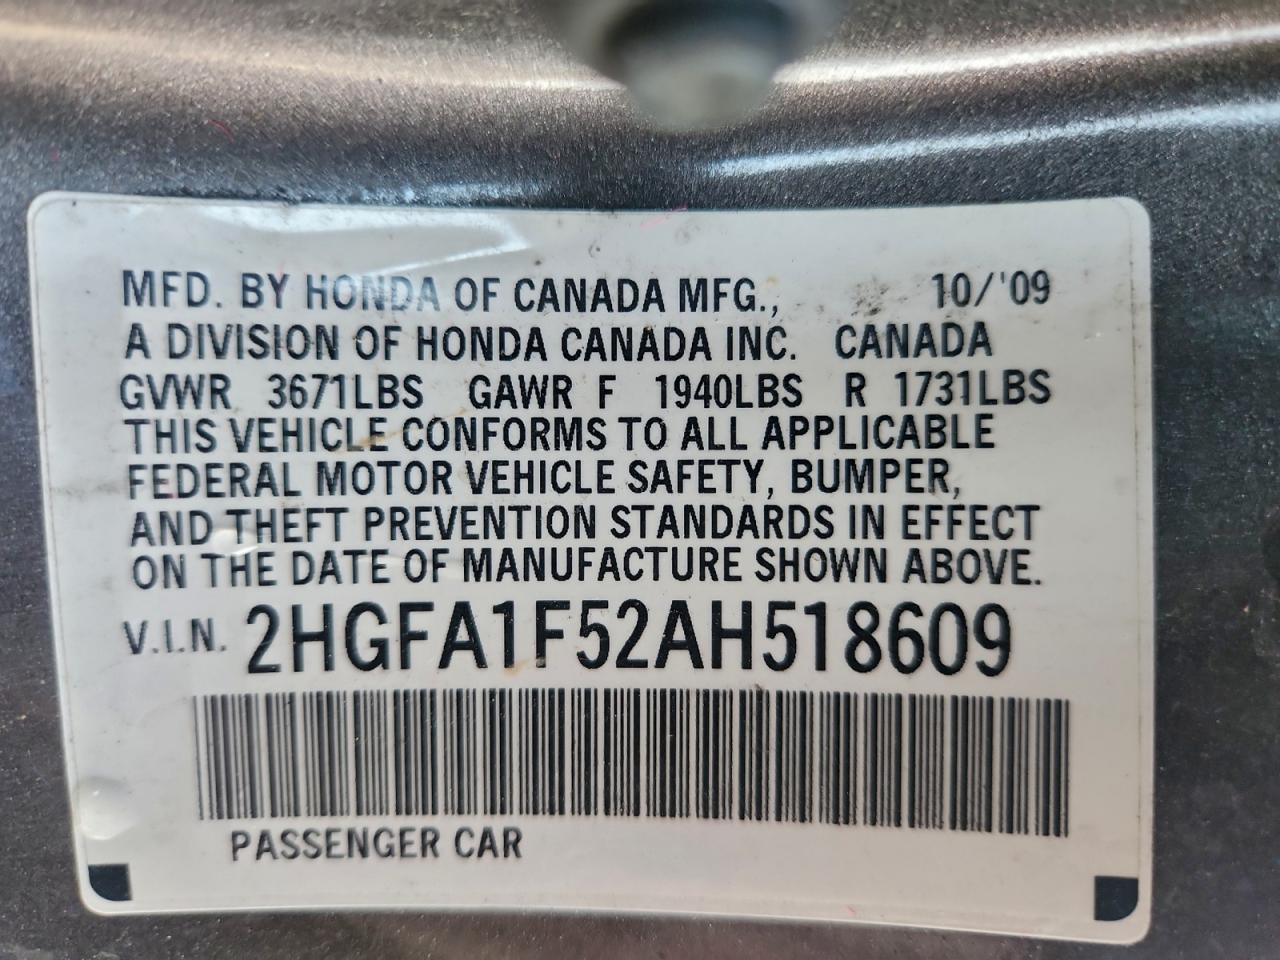 MFD. BY HONDA OF CANADA MFG., 10/'09
A DIVISION OF HONDA CANADA INC. CANADA
GVWR 3671LBS GAWR F 1940LBS R 1731LBS
THIS VEHICLE CONFORMS TO ALL APPLICABLE
FEDERAL MOTOR VEHICLE SAFETY, BUMPER,
AND THEFT PREVENTION STANDARDS IN EFFECT
ON THE DATE OF MANUFACTURE SHOWN ABOVE.
V.I.N. 2HGFA1F52AH518609
PASSENGER CAR